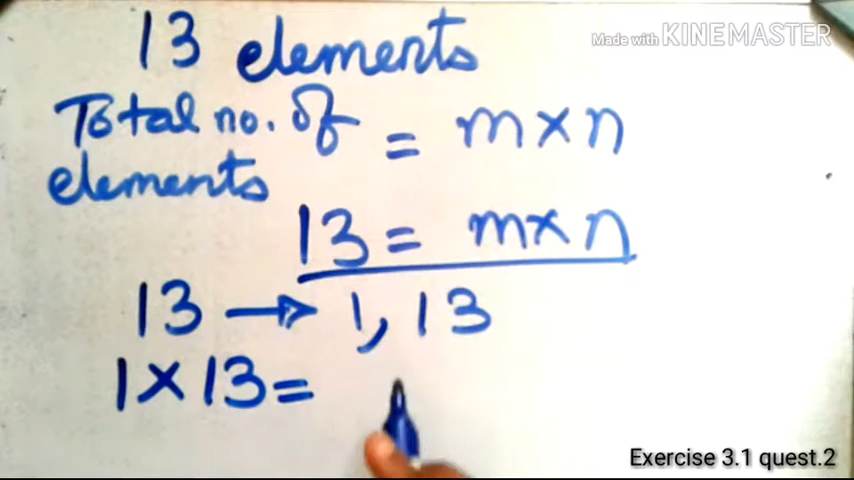 13 elements
Made with KINEMASTER
Total no. of
elements = m×n
13 = m×n
13 → 1, 13
1×13=
Exercise 3.1 quest.2